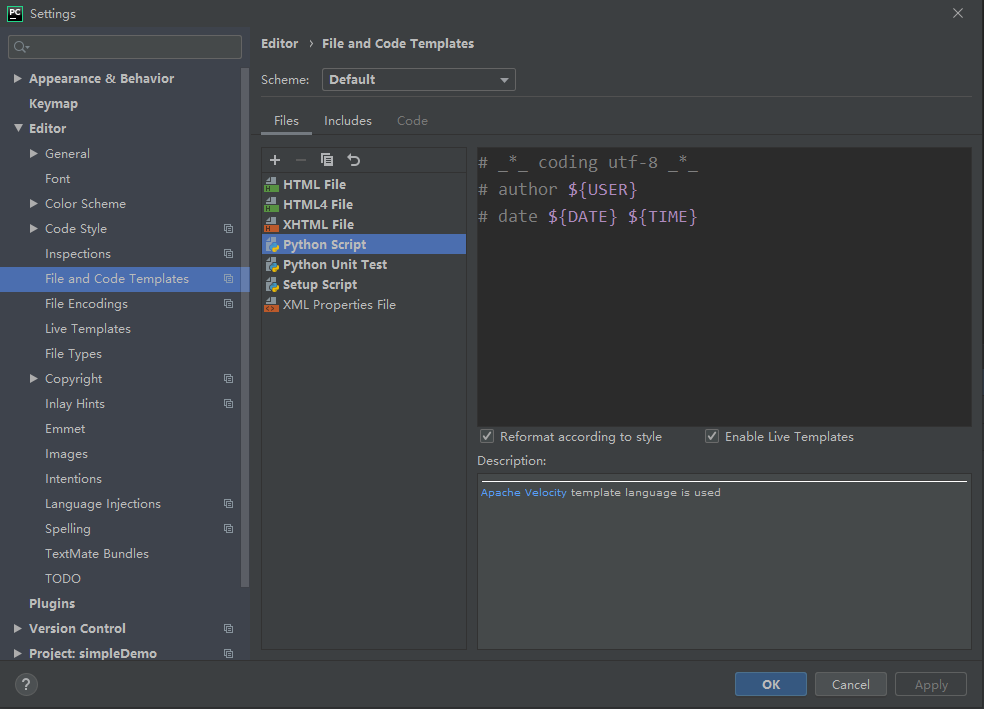 PC Settings
Editor › File and Code Templates
Scheme: Default
Files Includes Code
Appearance & Behavior
Keymap
Editor
General
Font
Color Scheme
Code Style
Inspections
File and Code Templates
File Encodings
Live Templates
File Types
Copyright
Inlay Hints
Emmet
Images
Intentions
Language Injections
Spelling
TextMate Bundles
TODO
Plugins
Version Control
Project: simpleDemo
HTML File
HTML4 File
XHTML File
Python Script
Python Unit Test
Setup Script
XML Properties File
# _*_ coding utf-8 _*_
# author ${USER}
# date ${DATE} ${TIME}
Reformat according to style Enable Live Templates
Description:
Apache Velocity template language is used
? OK Cancel Apply